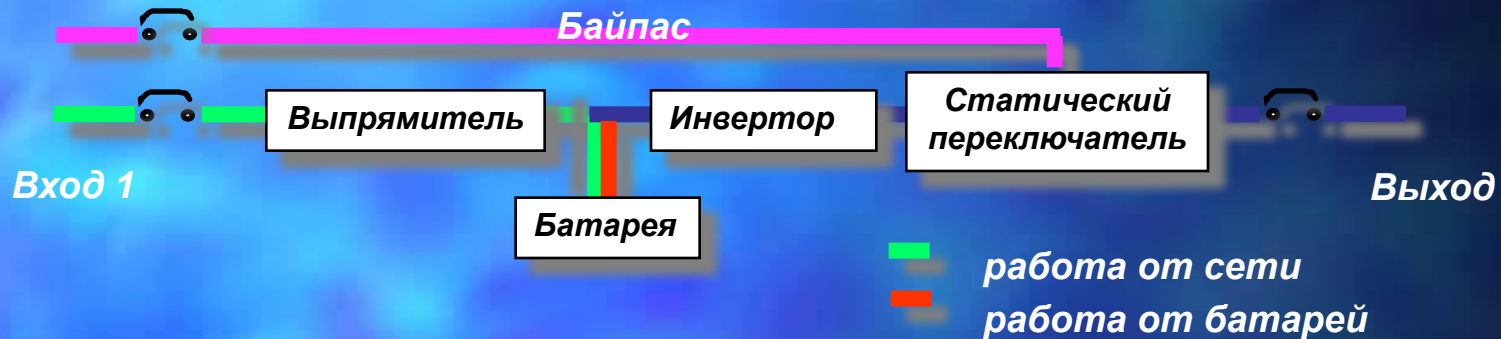 Байпас
Выпрямитель
Инвертор
Статический
переключатель
Вход 1
Выход
Батарея
работа от сети
работа от батарей